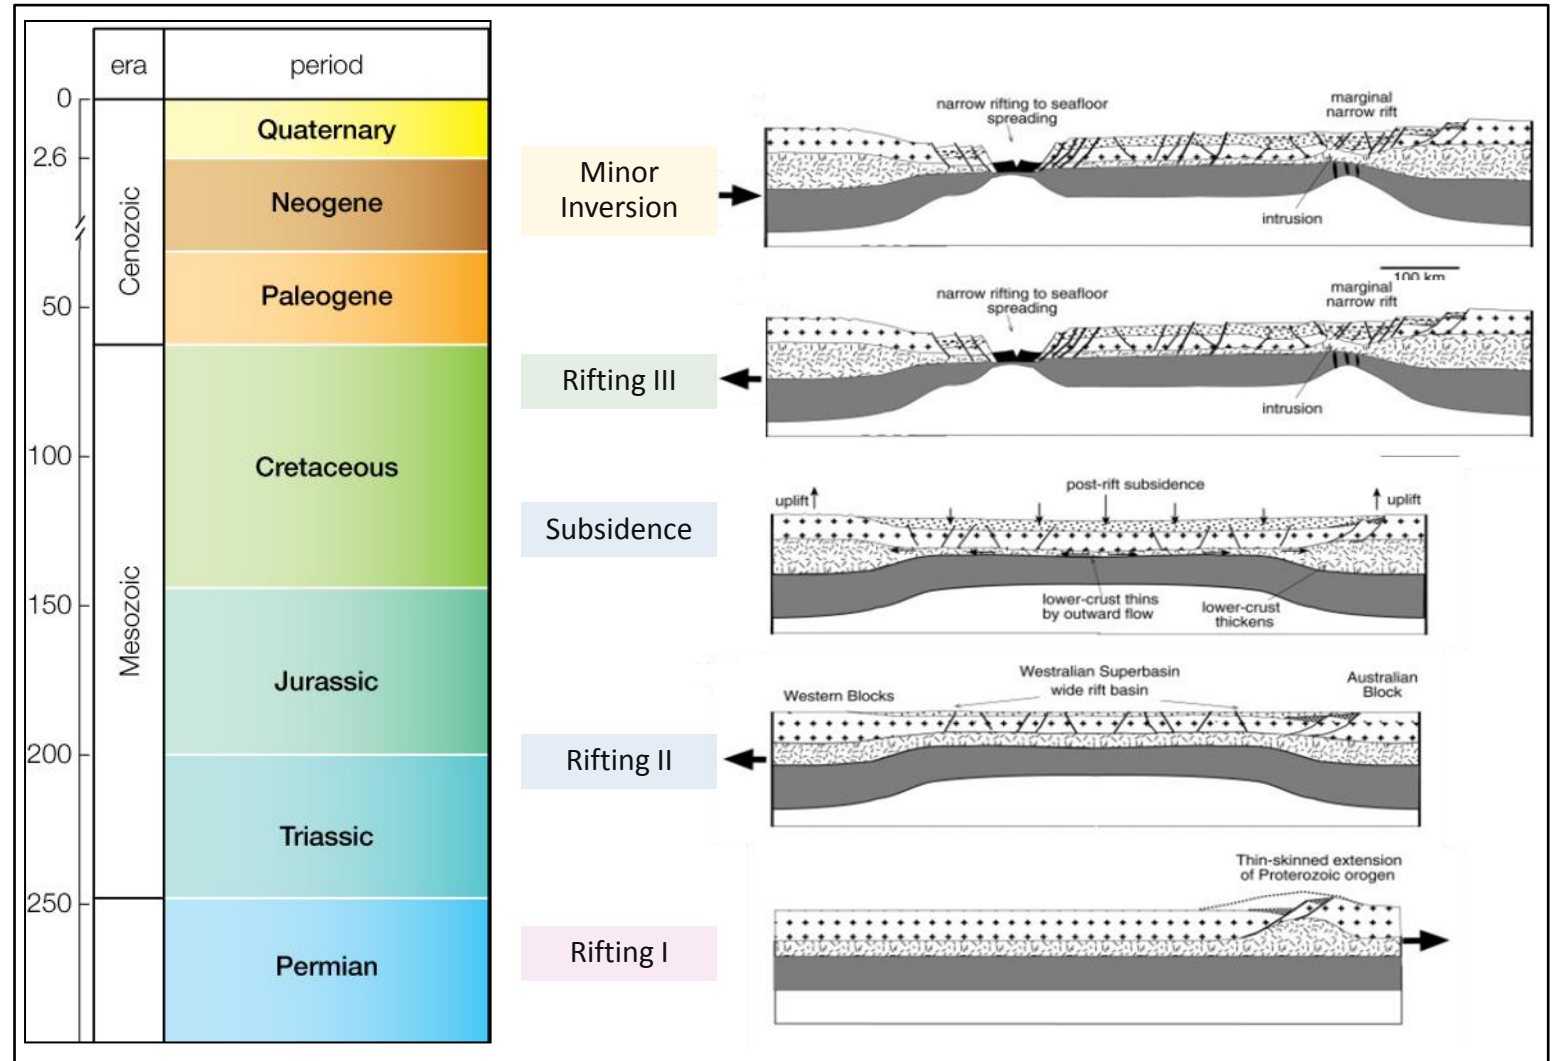 era period
0
Quaternary
2.6
Neogene
Cenozoic
Paleogene
50
Cretaceous
100
150
Mesozoic
Jurassic
200
Triassic
250
Permian
Minor
Inversion
narrow rifting to seafloor
spreading
marginal
narrow rift
intrusion
100 km
Rifting III
narrow rifting to seafloor
spreading
marginal
narrow rift
intrusion
Subsidence
uplift
post-rift subsidence
uplift
lower-crust thins
by outward flow
lower-crust
thickens
Rifting II
Western Blocks
Westralian Superbasin
wide rift basin
Australian
Block
Rifting I
Thin-skinned extension
of Proterozoic orogen